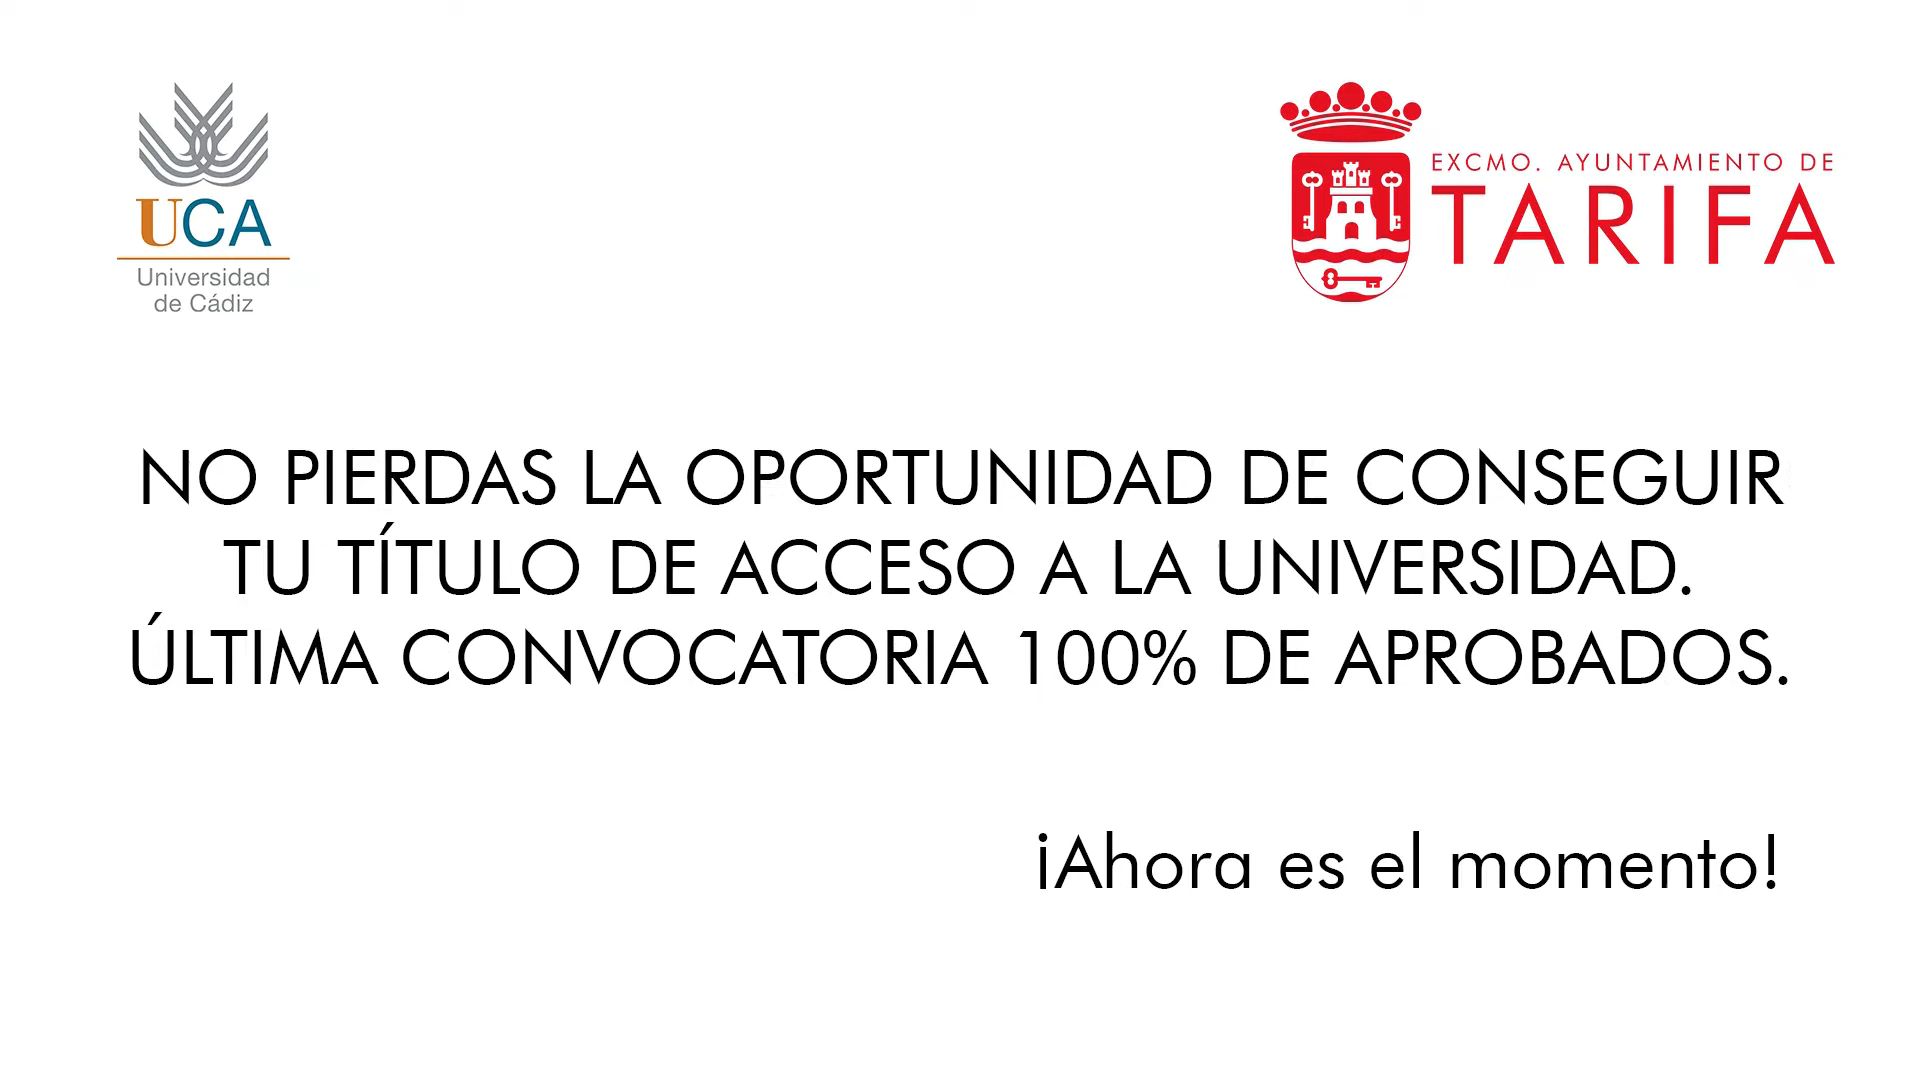 UCA
Universidad
de Cádiz
EXCMO. AYUNTAMIENTO DE
TARIFA
NO PIERDAS LA OPORTUNIDAD DE CONSEGUIR
TU TÍTULO DE ACCESO A LA UNIVERSIDAD.
ÚLTIMA CONVOCATORIA 100% DE APROBADOS.
¡Ahora es el momento!